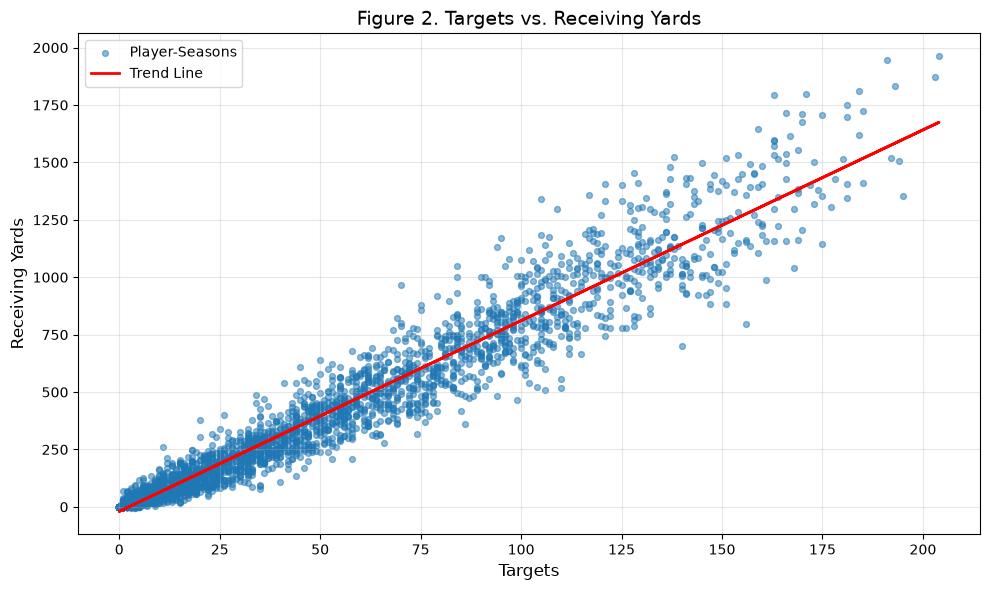 Figure 2. Targets vs. Receiving Yards
Player-Seasons
Trend Line
Receiving Yards
2000
1750
1500
1250
1000
750
500
250
0
0 25 50 75 100 125 150 175 200
Targets